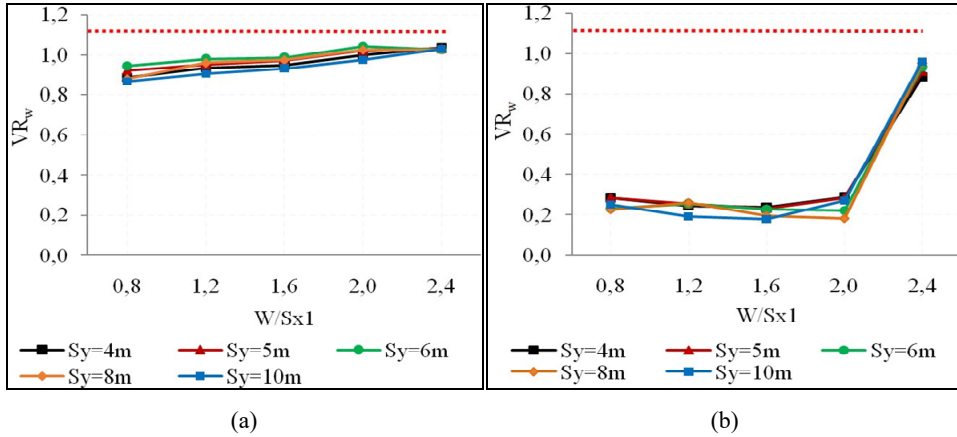 1,2
1,0
0,8
0,6
0,4
0,2
0,0
VRw
0,8 1,2 1,6 2,0 2,4
W/Sx1
Sy=4m Sy=5m Sy=6m
Sy=8m Sy=10m
(a)
1,2
1,0
0,8
0,6
0,4
0,2
0,0
VRw
0,8 1,2 1,6 2,0 2,4
W/Sx1
Sy=4m Sy=5m Sy=6m
Sy=8m Sy=10m
(b)